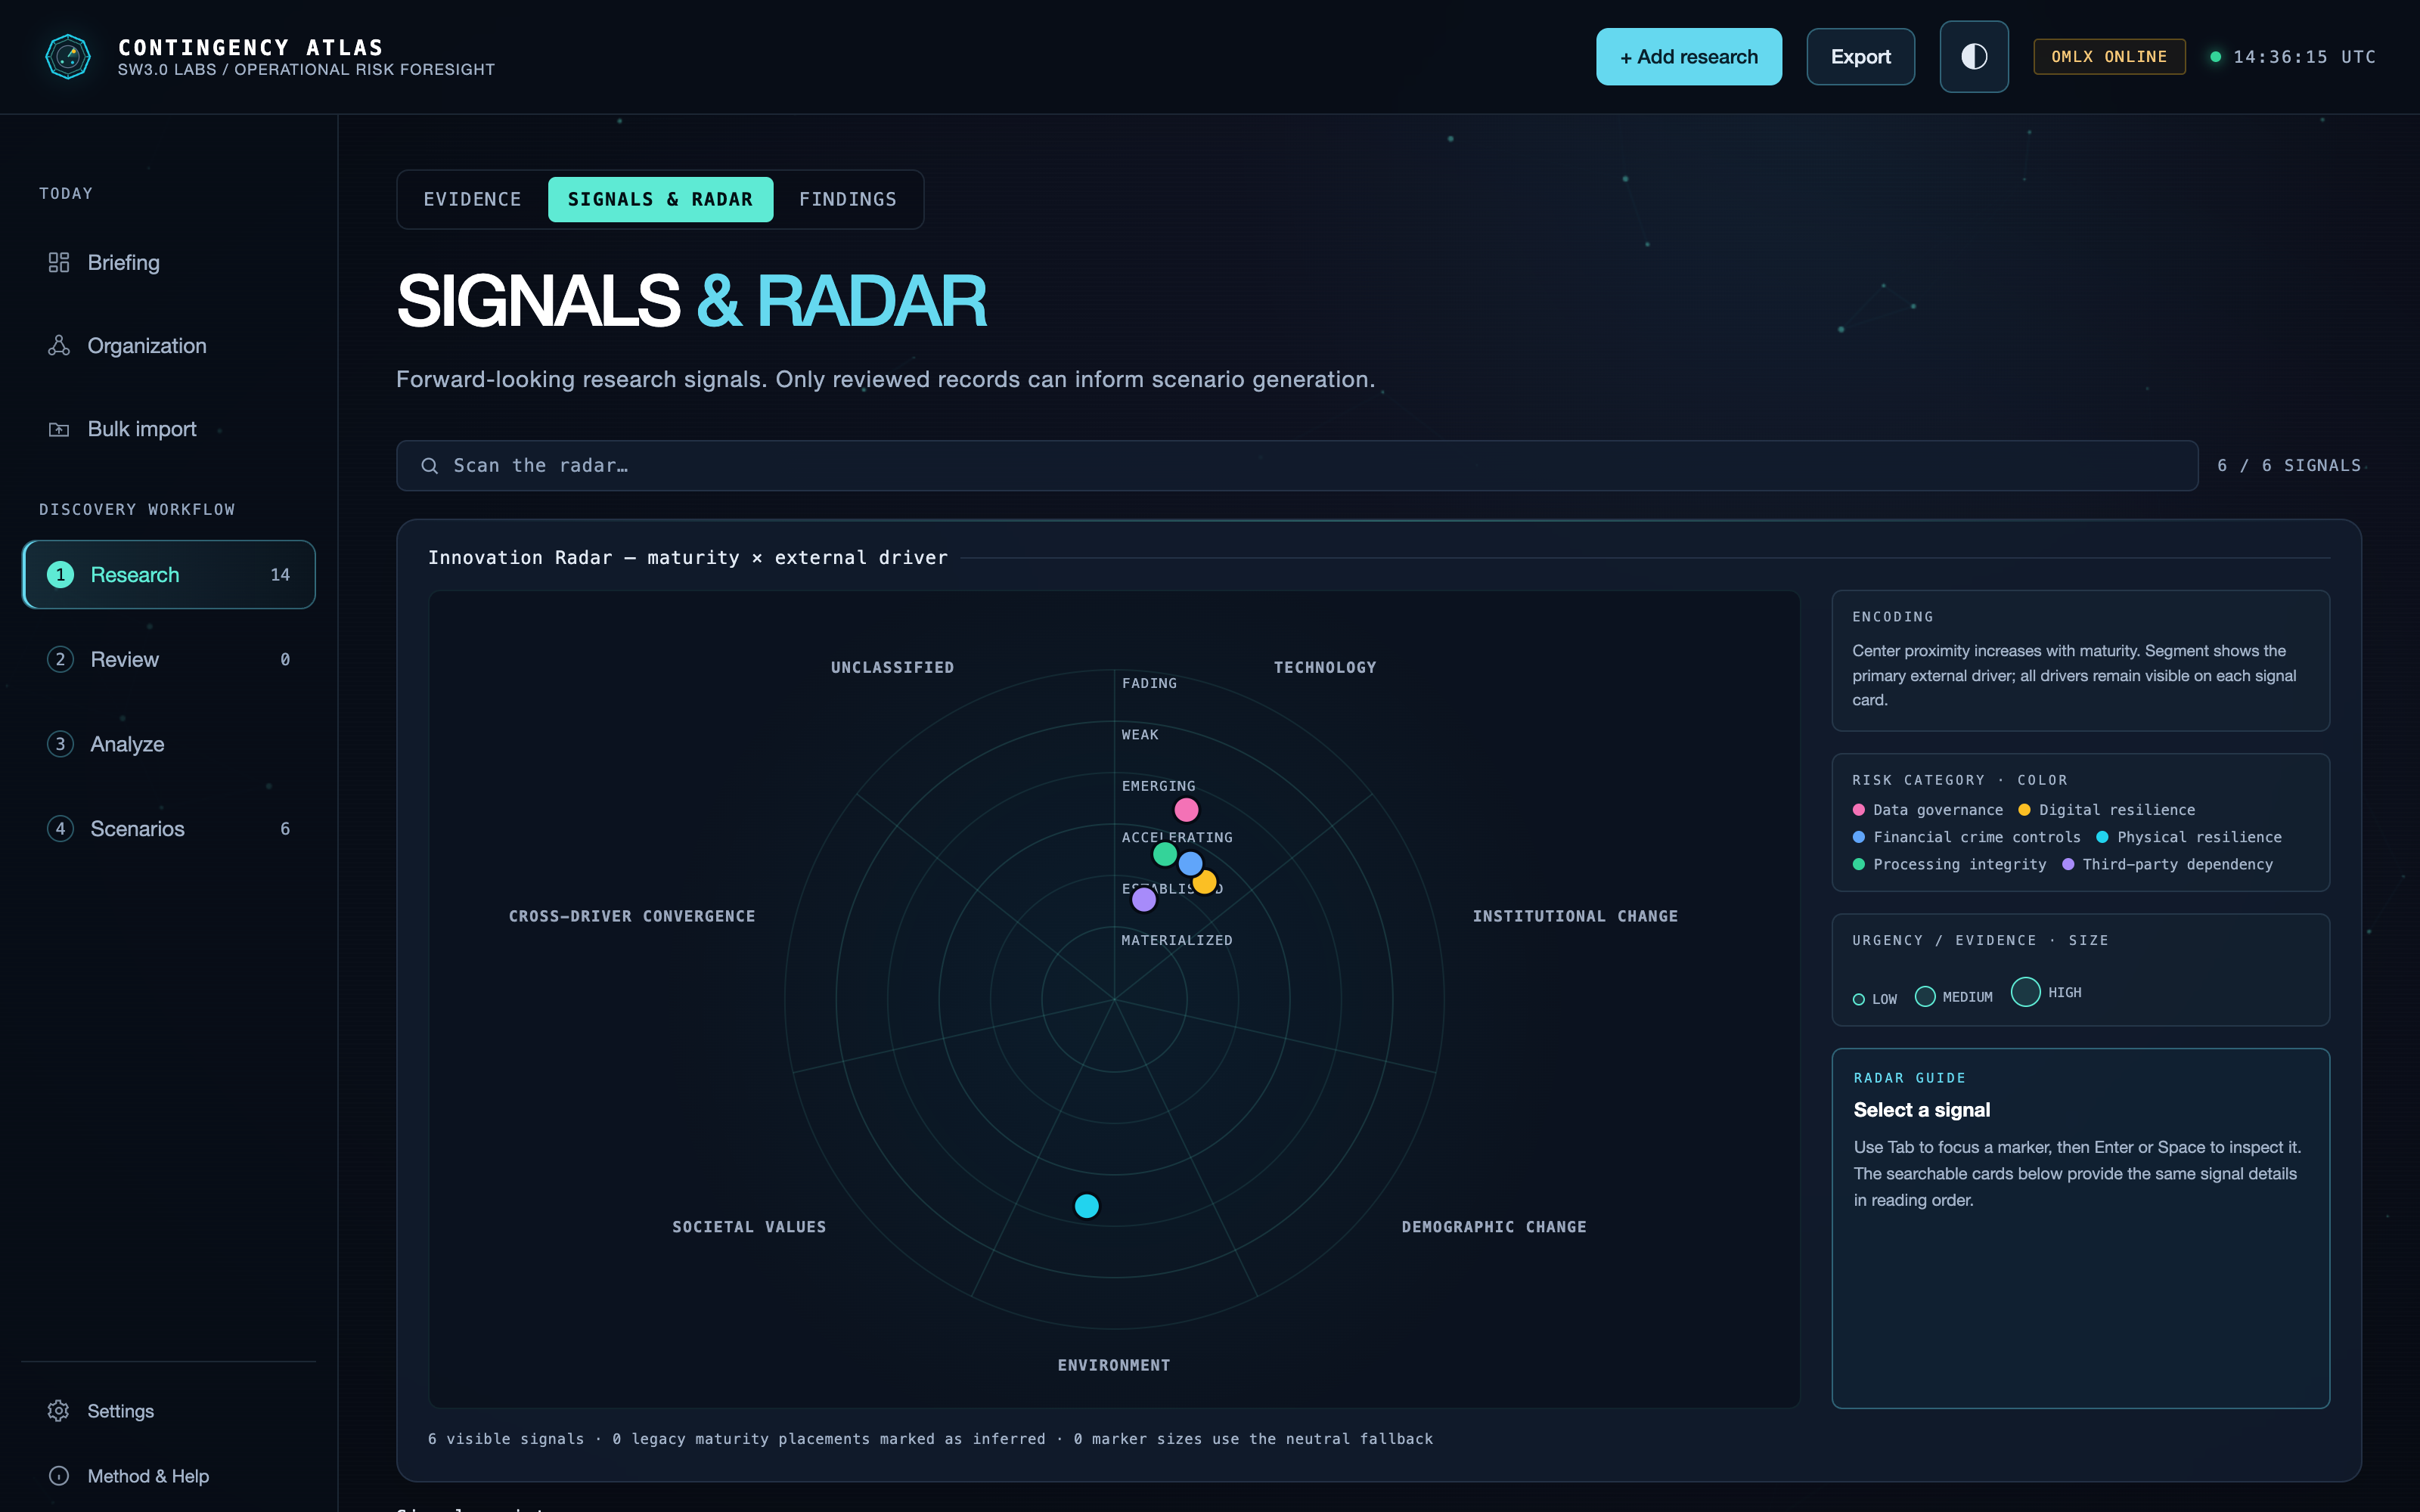 CONTINGENCY ATLAS
SW3.0 LABS / OPERATIONAL RISK FORESIGHT
+ Add research
Export
OMLX ONLINE
14:36:15 UTC
TODAY
Briefing
Organization
Bulk import
DISCOVERY WORKFLOW
1 Research 14
2 Review 0
3 Analyze
4 Scenarios 6
Settings
Method & Help
EVIDENCE
SIGNALS & RADAR
FINDINGS
SIGNALS & RADAR
Forward-looking research signals. Only reviewed records can inform scenario generation.
Scan the radar…
6 / 6 SIGNALS
Innovation Radar — maturity × external driver
UNCLASSIFIED
TECHNOLOGY
FADING
WEAK
EMERGING
ACCELERATING
MATERIALIZED
CROSS-DRIVER CONVERGENCE
INSTITUTIONAL CHANGE
SOCIETAL VALUES
DEMOGRAPHIC CHANGE
ENVIRONMENT
6 visible signals · 0 legacy maturity placements marked as inferred · 0 marker sizes use the neutral fallback
ENCODING
Center proximity increases with maturity. Segment shows the
primary external driver; all drivers remain visible on each signal
card.
RISK CATEGORY · COLOR
Data governance Digital resilience
Financial crime controls Physical resilience
Processing integrity Third-party dependency
URGENCY / EVIDENCE · SIZE
LOW MEDIUM HIGH
RADAR GUIDE
Select a signal
Use Tab to focus a marker, then Enter or Space to inspect it.
The searchable cards below provide the same signal details
in reading order.